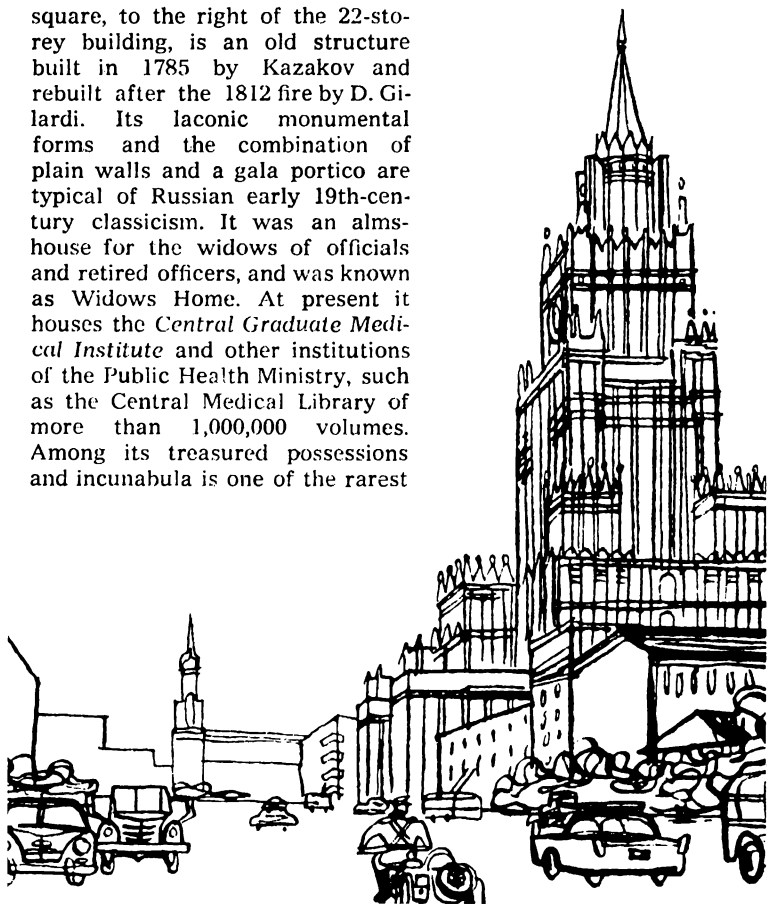 square, to the right of the 22-sto-
rey building, is an old structure
built in 1785 by Kazakov and
rebuilt after the 1812 fire by D. Gi-
lardi. Its laconic monumental
forms and the combination of
plain walls and a gala portico are
typical of Russian early 19th-cen-
tury classicism. It was an alms-
house for the widows of officials
and retired officers, and was known
as Widows Home. At present it
houses the Central Graduate Medi-
cal Institute and other institutions
of the Public Health Ministry, such
as the Central Medical Library of
more than 1,000,000 volumes.
Among its treasured possessions
and incunabula is one of the rarest